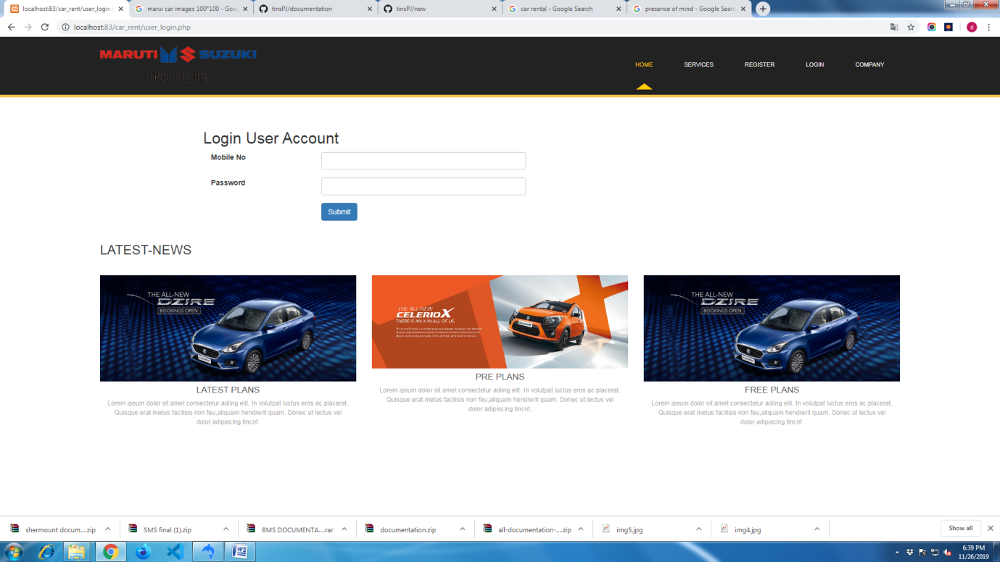 localhost:83/car_rent/user_login.
marui car images 100*100 - Goo
tinsPJ/documentation
tinsPJ/new
car rental - Google Search
presence of mind - Google Searc
localhost:83/car_rent/user_login.php
d
MARUTI SUZUKI
Way of Life!
HOME SERVICES REGISTER LOGIN COMPANY
Login User Account
Mobile No
Password
Submit
LATEST-NEWS
THE ALL-NEW
DZIRE
BOOKINGS OPEN
THE ALL-NEW
CELERIOX
THERE IS AN X IN ALL OF US.
THE ALL-NEW
DZIRE
BOOKINGS OPEN
LATEST PLANS
Lorem ipsum dolor sit amet consectetur adiing elit. In volutpat luctus eros ac placerat.
Quisque erat metus facilisis non feu,aliquam hendrerit quam. Donec ut lectus vel
dolor adipiscing tincnt.
PRE PLANS
Lorem ipsum dolor sit amet consectetur adiing elit. In volutpat luctus eros ac placerat.
Quisque erat metus facilisis non feu,aliquam hendrerit quam. Donec ut lectus vel
dolor adipiscing tincnt.
FREE PLANS
Lorem ipsum dolor sit amet consectetur adiing elit. In volutpat luctus eros ac placerat.
Quisque erat metus facilisis non feu,aliquam hendrerit quam. Donec ut lectus vel
dolor adipiscing tincnt.
shermount docum....zip
SMS final (1).zip
BMS DOCUMENTA....rar
documentation.zip
all-documentation-....zip
img5.jpg
img4.jpg
Show all
6:39 PM
11/26/2019